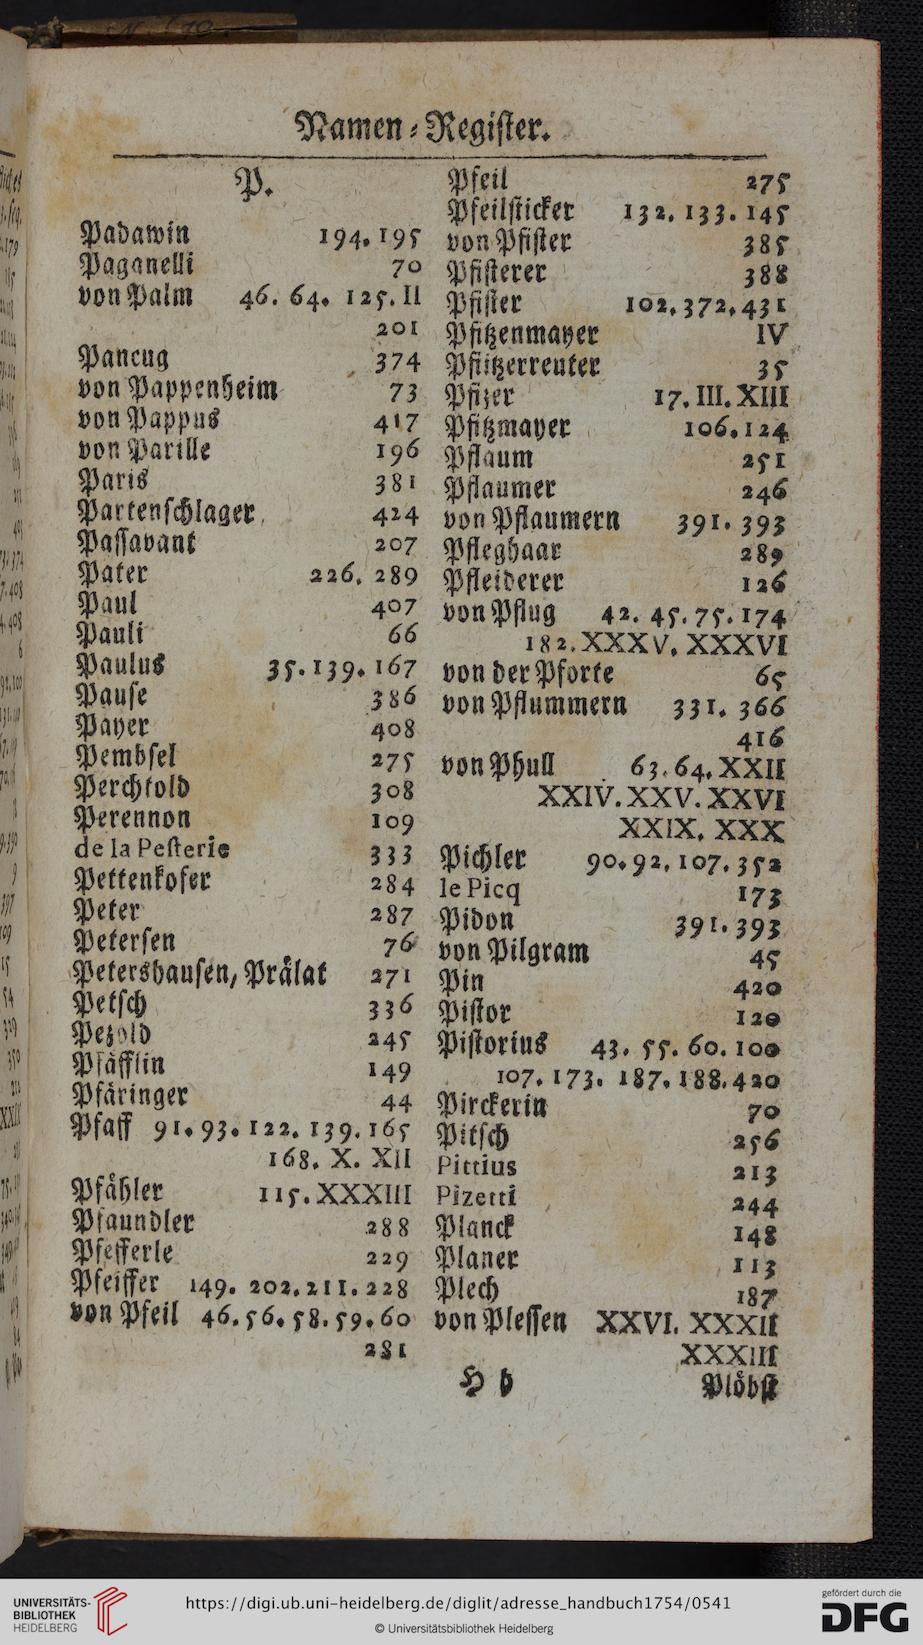 Namen-Register.
P.
Padawin 194. 195
Paganelli 70
von Palm 46. 64. 125. II
201
Pancug 374
von Pappenheim 73
von Pappus 417
von Parille 196
Paris 381
Partenschlager 424
Passavant 207
Pater 226. 289
Paul 407
Pauli 66
Paulus 35. 139. 167
Pause 386
Payer 408
Pembsel 275
Perchtold 308
Perennon 109
de la Pesterie 333
Pettenkofer 284
Peter 287
Petersen 76
Petershausen, Prälat 271
Petsch 336
Pezold 245
Pfäfflin 149
Pfäringer 44
Pfaff 91. 93. 122. 139. 165
168. X. XII
Pfähler 115. XXXIII
Pfaundler 288
Pfefferle 229
Pfeiffer 149. 202. 211. 228
von Pfeil 46. 56. 58. 59. 60
281
Pfeil 275
Pfeilsticker 132. 133. 145
von Pfister 385
Pfisterer 388
Pfister 102. 372. 431
Pfitzenmayer IV
Pflitzerreuter 35
Pfizer 17. III. XIII
Pfitzmayer 106. 124
Pflaum 251
Pflaumer 246
von Pflaumern 391. 393
Pfleghaar 289
Pfleiderer 126
von Pflug 42. 45. 75. 174
182. XXXV. XXXVI
von der Pforte 65
von Pflummern 331. 366
416
von Phull 63. 64. XXII
XXIV. XXV. XXVI
XXIX. XXX
Pichler 90. 92. 107. 352
le Picq 173
Pidon 391. 393
von Pilgram 45
Pin 420
Pistor 120
Pistorius 43. 55. 60. 100
107. 173. 187. 188. 420
Pirckerin 70
Pitsch 256
Pittius 213
Pizetti 244
Planck 148
Planer 113
Plech 187
von Plessen XXVI. XXXII
XXXIII
H h Plöbst
UNIVERSITÄTS-
BIBLIOTHEK
HEIDELBERG
https://digi.ub.uni-heidelberg.de/diglit/adresse_handbuch1754/0541
© Universitätsbibliothek Heidelberg
gefördert durch die
DFG